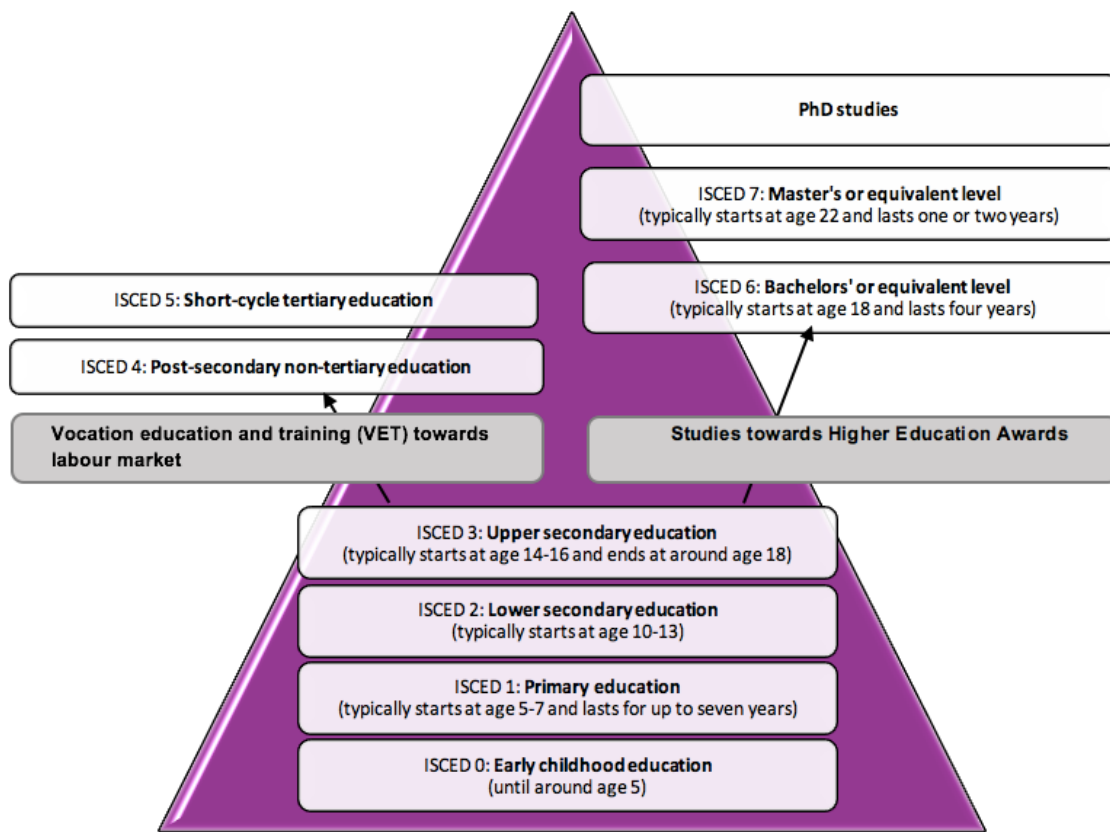 PhD studies
ISCED 7: Master's or equivalent level
(typically starts at age 22 and lasts one or two years)
ISCED 6: Bachelors' or equivalent level
(typically starts at age 18 and lasts four years)
ISCED 5: Short-cycle tertiary education
ISCED 4: Post-secondary non-tertiary education
Vocation education and training (VET) towards
labour market
Studies towards Higher Education Awards
ISCED 3: Upper secondary education
(typically starts at age 14-16 and ends at around age 18)
ISCED 2: Lower secondary education
(typically starts at age 10-13)
ISCED 1: Primary education
(typically starts at age 5-7 and lasts for up to seven years)
ISCED 0: Early childhood education
(until around age 5)